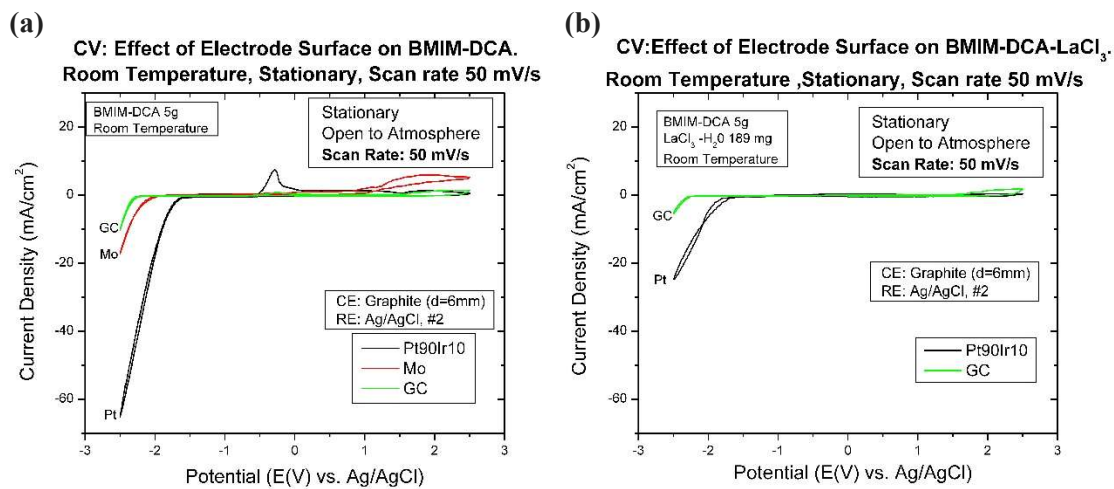 (a)
CV: Effect of Electrode Surface on BMIM-DCA.
Room Temperature, Stationary, Scan rate 50 mV/s
BMIM-DCA 5g
Room Temperature
Stationary
Open to Atmosphere
Scan Rate: 50 mV/s
20
0
-20
-40
-60
Current Density (mA/cm²)
GC
Mo
Pt
CE: Graphite (d=6mm)
RE: Ag/AgCl, #2
Pt90Ir10
Mo
GC
-3
-2
-1
0
1
2
3
Potential (E(V) vs. Ag/AgCl)
(b)
CV:Effect of Electrode Surface on BMIM-DCA-LaCl₃.
Room Temperature ,Stationary, Scan rate 50 mV/s
BMIM-DCA 5g
LaCl₃ -H₂0 189 mg
Room Temperature
Stationary
Open to Atmosphere
Scan Rate: 50 mV/s
20
0
-20
-40
-60
Current Density (mA/cm²)
GC
Pt
CE: Graphite (d=6mm)
RE: Ag/AgCl, #2
Pt90Ir10
GC
-3
-2
-1
0
1
2
3
Potential (E(V) vs. Ag/AgCl)